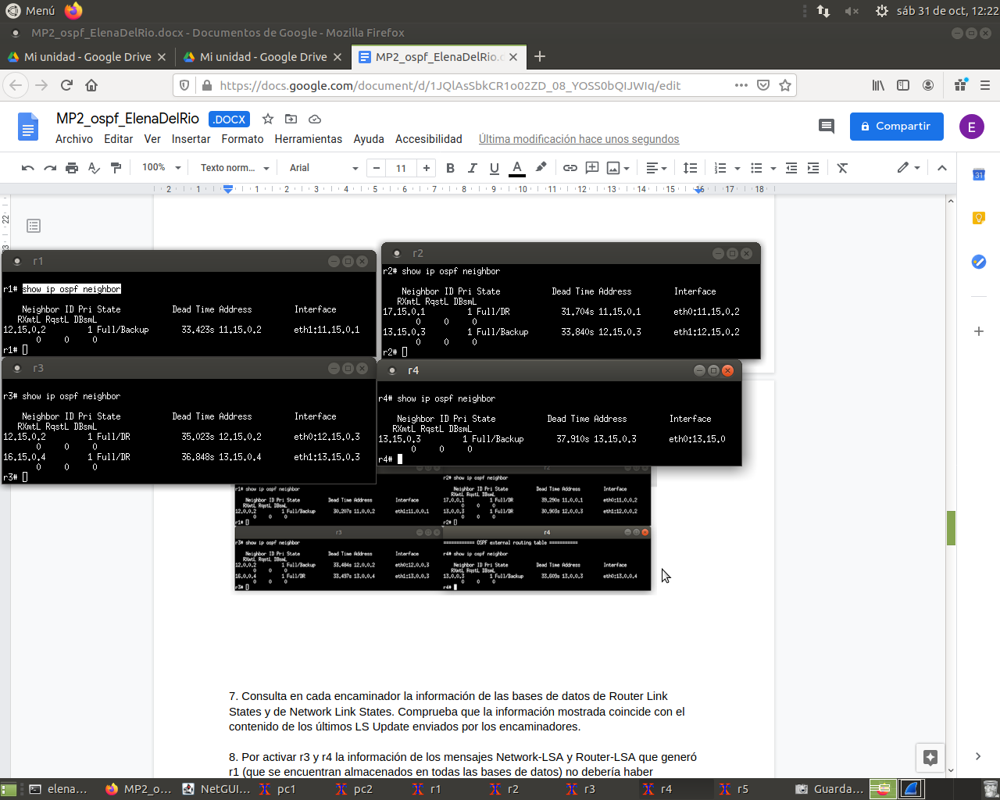 Menú
sáb 31 de oct, 12:22
MP2_ospf_ElenaDelRio.docx - Documentos de Google - Mozilla Firefox
Mi unidad - Google Drive
Mi unidad - Google Drive
MP2_ospf_ElenaDelRio.d
https://docs.google.com/document/d/1JQlAsSbkCR1o02ZD_08_YOSS0bQIJWIq/edit
MP2_ospf_ElenaDelRio .DOCX
Compartir
E
Archivo Editar Ver Insertar Formato Herramientas Ayuda Accesibilidad Última modificación hace unos segundos
100% Texto norm... Arial 11
2 1 1 2 3 4 5 6 7 8 9 10 11 12 13 14 15 16 17 18
31
22
r1
r1# show ip ospf neighbor
Neighbor ID Pri State Dead Time Address Interface
RXmtL RqstL DBsmL
12.15.0.2 1 Full/Backup 33.423s 11.15.0.2 eth1:11.15.0.1
0 0 0
r1#
r2
r2# show ip ospf neighbor
Neighbor ID Pri State Dead Time Address Interface
RXmtL RqstL DBsmL
17.15.0.1 1 Full/DR 31.704s 11.15.0.1 eth0:11.15.0.2
0 0 0
13.15.0.3 1 Full/Backup 33.840s 12.15.0.3 eth1:12.15.0.2
0 0 0
r2#
r3
r3# show ip ospf neighbor
Neighbor ID Pri State Dead Time Address Interface
RXmtL RqstL DBsmL
12.15.0.2 1 Full/DR 35.023s 12.15.0.2 eth0:12.15.0.3
0 0 0
16.15.0.4 1 Full/DR 36.848s 13.15.0.4 eth1:13.15.0.3
0 0 0
r3#
r4
r4# show ip ospf neighbor
Neighbor ID Pri State Dead Time Address Interface
RXmtL RqstL DBsmL
13.15.0.3 1 Full/Backup 37.910s 13.15.0.3 eth0:13.15.0
0 0 0
r4#
r1# show ip ospf neighbor
Neighbor ID Pri State Dead Time Address Interface
RXmtL RqstL DBsmL
12.0.0.2 1 Full/Backup 30.207s 11.0.0.2 eth1:11.0.0.1
0 0 0
r1#
r2# show ip ospf neighbor
Neighbor ID Pri State Dead Time Address Interface
RXmtL RqstL DBsmL
17.0.0.1 1 Full/DR 39.290s 11.0.0.1 eth0:11.0.0.2
13.0.0.3 1 Full/DR 30.903s 12.0.0.3 eth1:12.0.0.2
0 0 0
r2#
r3
r3# show ip ospf neighbor
Neighbor ID Pri State Dead Time Address Interface
RXmtL RqstL DBsmL
12.0.0.2 1 Full/Backup 33.484s 12.0.0.2 eth0:12.0.0.3
0 0 0
16.0.0.4 1 Full/DR 33.497s 13.0.0.4 eth1:13.0.0.3
0 0 0
r3#
r4
============ OSPF external routing table ===========
r4# show ip ospf neighbor
Neighbor ID Pri State Dead Time Address Interface
RXmtL RqstL DBsmL
13.0.0.3 1 Full/Backup 33.609s 13.0.0.3 eth0:13.0.0.4
0 0 0
r4#
7. Consulta en cada encaminador la información de las bases de datos de Router Link
States y de Network Link States. Comprueba que la información mostrada coincide con el
contenido de los últimos LS Update enviados por los encaminadores.
8. Por activar r3 y r4 la información de los mensajes Network-LSA y Router-LSA que generó
r1 (que se encuentran almacenados en todas las bases de datos) no debería haber
elena... MP2_o... NetGUI... pc1 pc2 r1 r2 r3 r4 r5 Guarda...